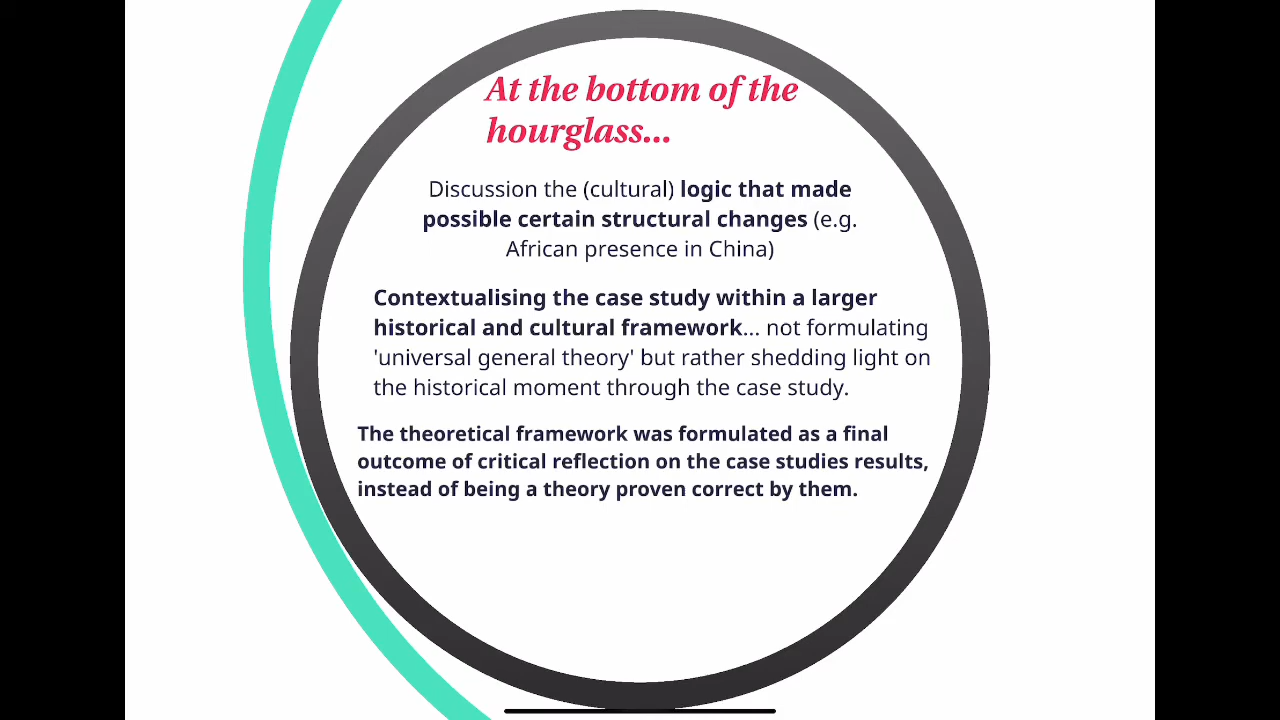 At the bottom of the
hourglass...
Discussion the (cultural) logic that made
possible certain structural changes (e.g.
African presence in China)
Contextualising the case study within a larger
historical and cultural framework... not formulating
'universal general theory' but rather shedding light on
the historical moment through the case study.
The theoretical framework was formulated as a final
outcome of critical reflection on the case studies results,
instead of being a theory proven correct by them.